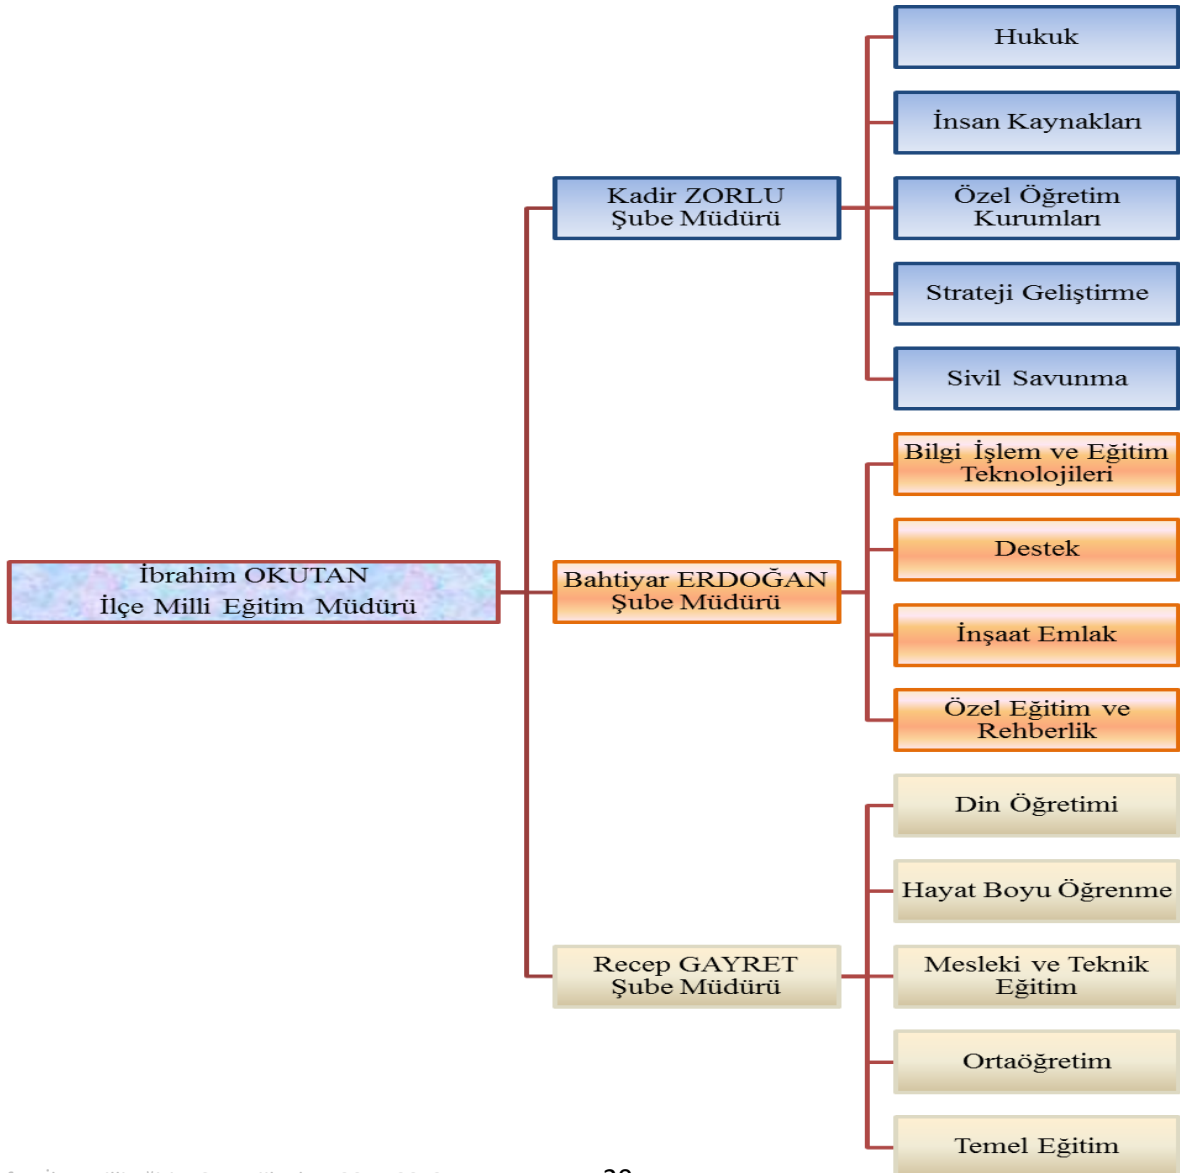 Hukuk
İnsan Kaynakları
Kadir ZORLU
Şube Müdürü
Özel Öğretim
Kurumları
Strateji Geliştirme
Sivil Savunma
İbrahim OKUTAN
İlçe Milli Eğitim Müdürü
Bahtiyar ERDOĞAN
Şube Müdürü
Bilgi İşlem ve Eğitim
Teknolojileri
Destek
İnşaat Emlak
Özel Eğitim ve
Rehberlik
Recep GAYRET
Şube Müdürü
Din Öğretimi
Hayat Boyu Öğrenme
Mesleki ve Teknik
Eğitim
Ortaöğretim
Temel Eğitim